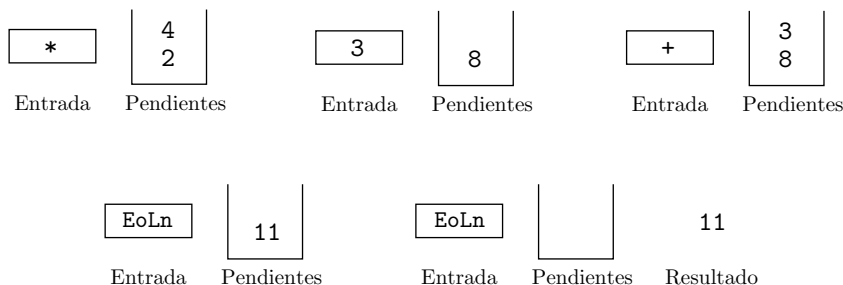 * 4 3 + 3
2 8 8
Entrada Pendientes Entrada Pendientes Entrada Pendientes
EoLn 11 EoLn 11
Entrada Pendientes Entrada Pendientes Resultado